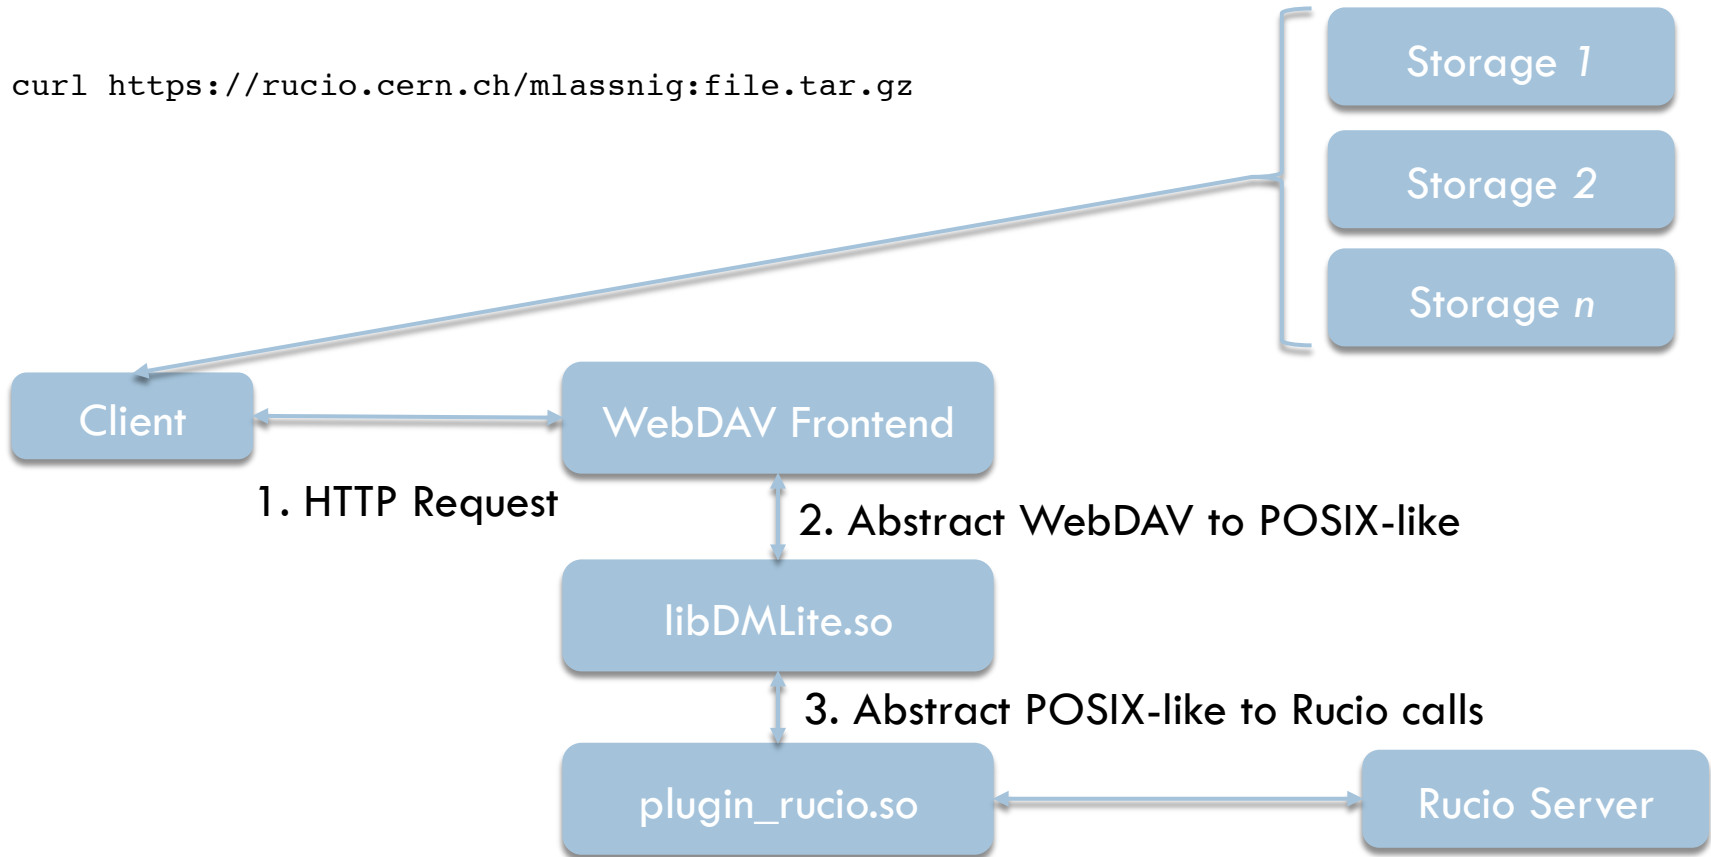 curl https://rucio.cern.ch/mlassnig:file.tar.gz
Storage 1
Storage 2
Storage n
Client
WebDAV Frontend
1. HTTP Request
2. Abstract WebDAV to POSIX-like
libDMLite.so
3. Abstract POSIX-like to Rucio calls
plugin_rucio.so
Rucio Server